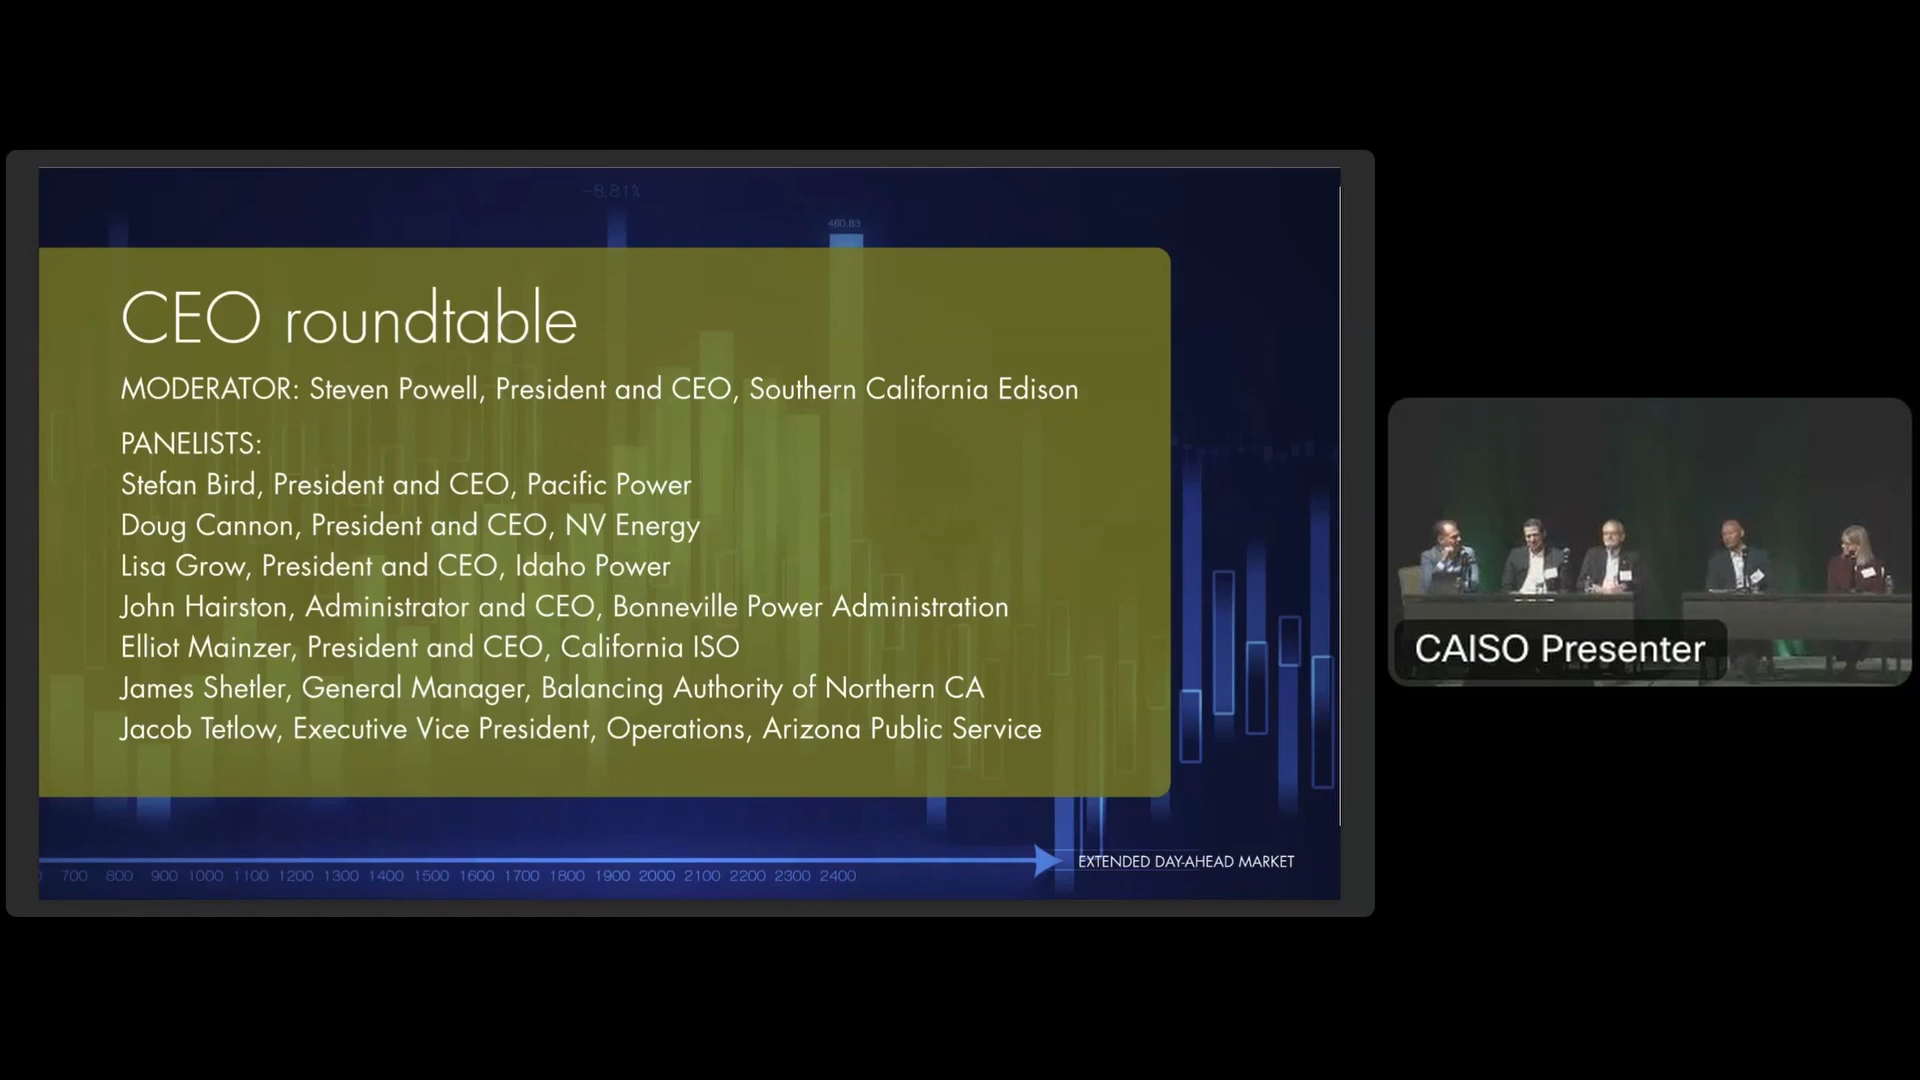 -8.81%
460.83
CEO roundtable
MODERATOR: Steven Powell, President and CEO, Southern California Edison
PANELISTS:
Stefan Bird, President and CEO, Pacific Power
Doug Cannon, President and CEO, NV Energy
Lisa Grow, President and CEO, Idaho Power
John Hairston, Administrator and CEO, Bonneville Power Administration
Elliot Mainzer, President and CEO, California ISO
James Shetler, General Manager, Balancing Authority of Northern CA
Jacob Tetlow, Executive Vice President, Operations, Arizona Public Service
EXTENDED DAY-AHEAD MARKET
700 800 900 1000 1100 1200 1300 1400 1500 1600 1700 1800 1900 2000 2100 2200 2300 2400
CAISO Presenter